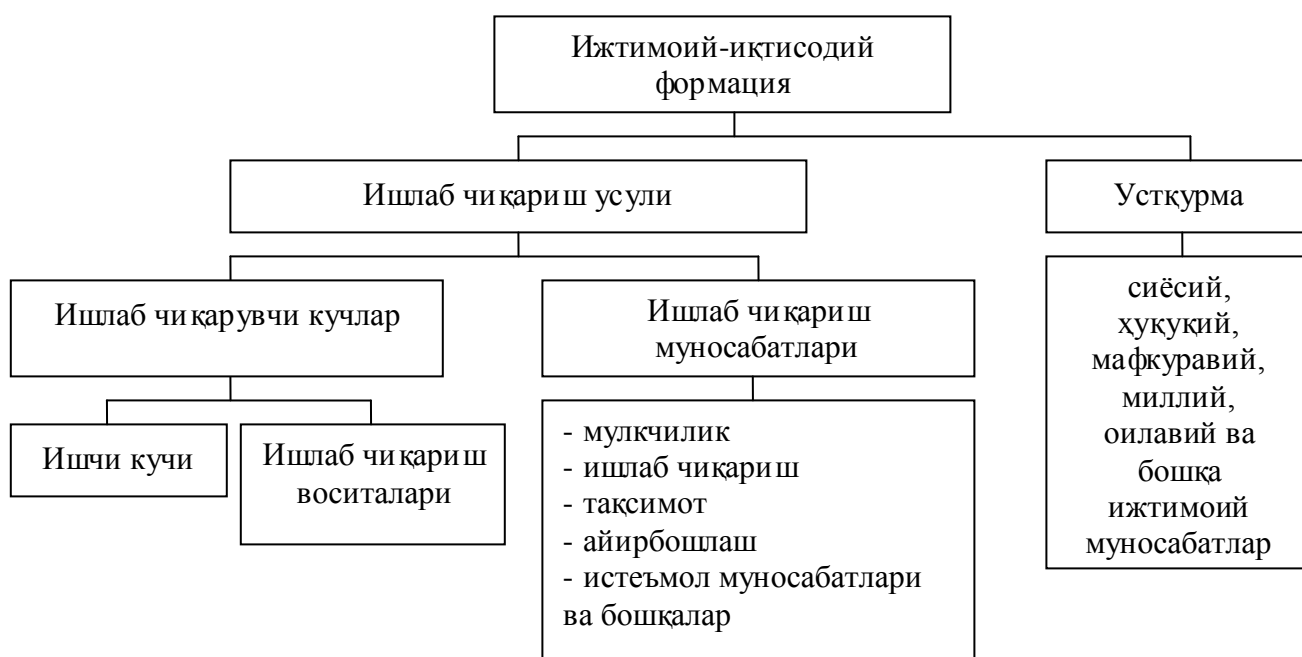 Ижтимоий-иқтисодий
формация
Ишлаб чиқариш усули
Устқурма
Ишлаб чиқарувчи кучлар
Ишлаб чиқариш
муносабатлари
Ишчи кучи
Ишлаб чиқариш
воситалари
- мулкчилик
- ишлаб чиқариш
- тақсимот
- айирбошлаш
- истеъмол муносабатлари
ва бошқалар
сиёсий,
ҳуқуқий,
мафкуравий,
миллий,
оилавий ва
бошқа
ижтимоий
муносабатлар